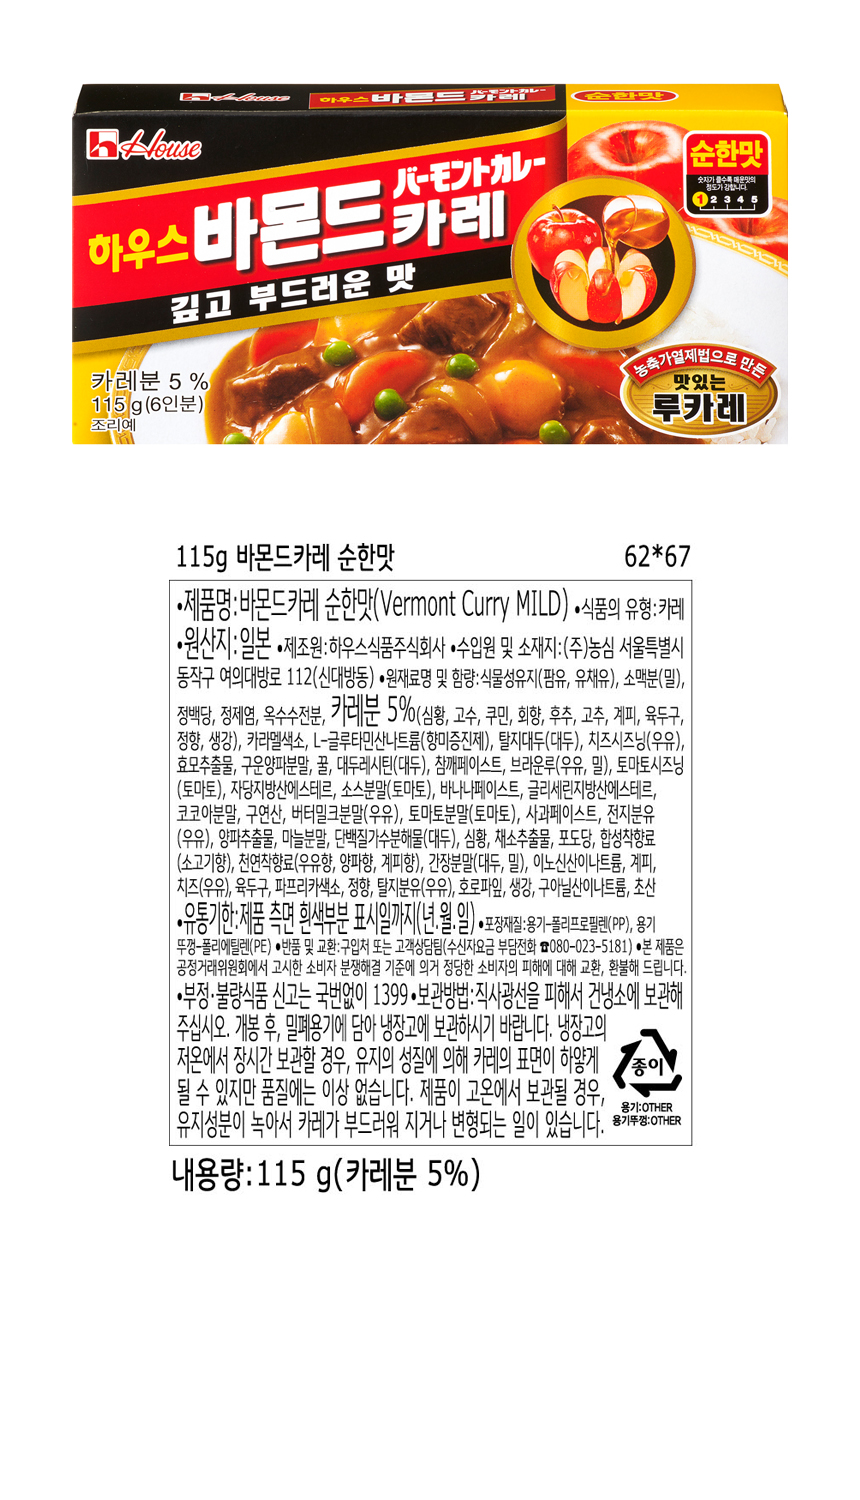 House
하우스 바몬드 카레 バーモントカレー
순한맛
House
순한맛
숫자가 클수록 매운맛의
정도가 강합니다.
1 2 3 4 5
バーモントカレー
하우스 바몬드 카레
깊고 부드러운 맛
농축가열제법으로 만든
맛있는
루카레
카레분 5 %
115 g(6인분)
조리예
115g 바몬드카레 순한맛 62*67
•제품명:바몬드카레 순한맛(Vermont Curry MILD) •식품의 유형:카레
•원산지:일본 •제조원:하우스식품주식회사 •수입원 및 소재지:(주)농심 서울특별시
동작구 여의대방로 112(신대방동) •원재료명 및 함량:식물성유지(팜유, 유채유), 소맥분(밀),
정백당, 정제염, 옥수수전분, 카레분 5%(심황, 고수, 쿠민, 회향, 후추, 고추, 계피, 육두구,
정향, 생강), 카라멜색소, L-글루타민산나트륨(향미증진제), 탈지대두(대두), 치즈시즈닝(우유),
효모추출물, 구운양파분말, 꿀, 대두레시틴(대두), 참깨페이스트, 브라운루(우유, 밀), 토마토시즈닝
(토마토), 자당지방산에스테르, 소스분말(토마토), 바나나페이스트, 글리세린지방산에스테르,
코코아분말, 구연산, 버터밀크분말(우유), 토마토분말(토마토), 사과페이스트, 전지분유
(우유), 양파추출물, 마늘분말, 단백질가수분해물(대두), 심황, 채소추출물, 포도당, 합성착향료
(소고기향), 천연착향료(우유향, 양파향, 계피향), 간장분말(대두, 밀), 이노신산이나트륨, 계피,
치즈(우유), 육두구, 파프리카색소, 정향, 탈지분유(우유), 호로파잎, 생강, 구아닐산이나트륨, 초산
•유통기한:제품 측면 흰색부분 표시일까지(년.월.일) •포장재질:용기-폴리프로필렌(PP), 용기
뚜껑-폴리에틸렌(PE) •반품 및 교환:구입처 또는 고객상담팀(수신자요금 부담전화 ☎080-023-5181) •본 제품은
공정거래위원회에서 고시한 소비자 분쟁해결 기준에 의거 정당한 소비자의 피해에 대해 교환, 환불해 드립니다.
•부정·불량식품 신고는 국번없이 1399 •보관방법:직사광선을 피해서 건냉소에 보관해
주십시오. 개봉 후, 밀폐용기에 담아 냉장고에 보관하시기 바랍니다. 냉장고의
저온에서 장시간 보관할 경우, 유지의 성질에 의해 카레의 표면이 하얗게
될 수 있지만 품질에는 이상 없습니다. 제품이 고온에서 보관될 경우,
유지성분이 녹아서 카레가 부드러워 지거나 변형되는 일이 있습니다.
종이
용기:OTHER
용기뚜껑:OTHER
내용량:115 g(카레분 5%)